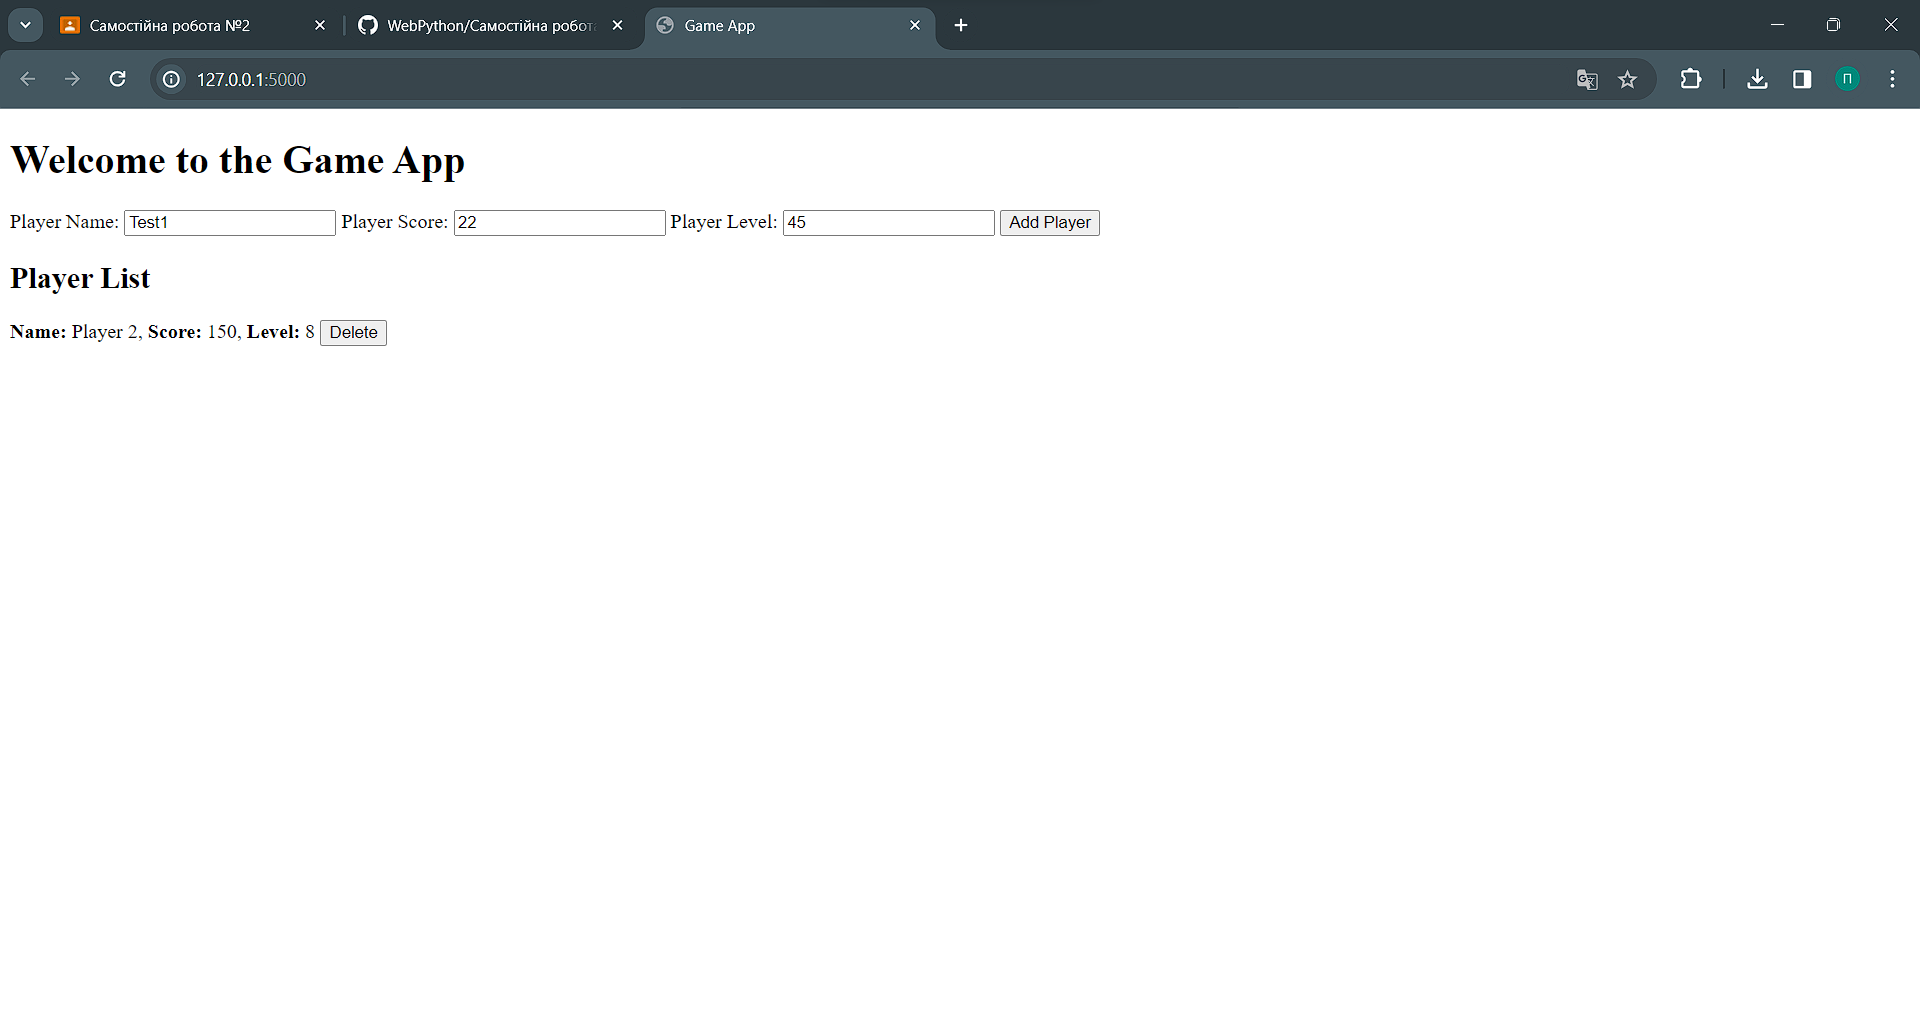 Самостійна робота №2
WebPython/Самостійна робот
Game App
127.0.0.1:5000
П
Welcome to the Game App
Player Name: Test1 Player Score: 22 Player Level: 45 Add Player
Player List
Name: Player 2, Score: 150, Level: 8 Delete